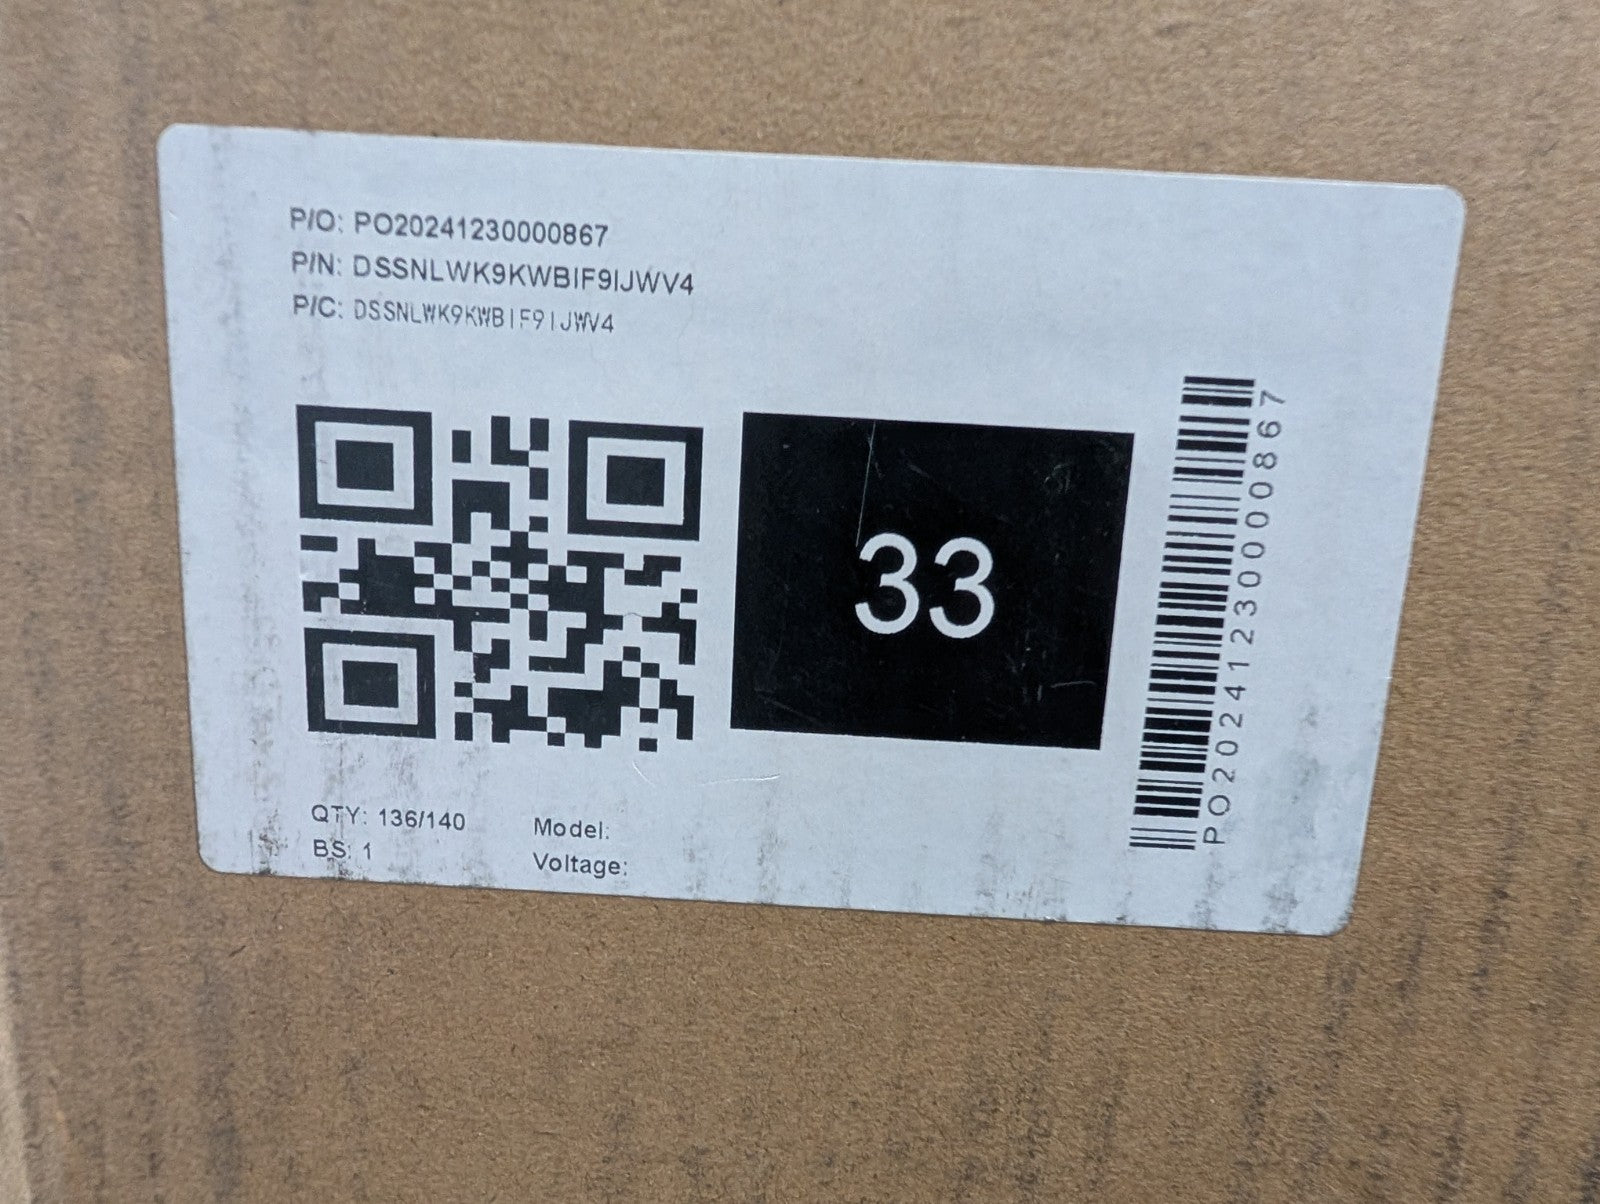 P/O: PO20241230000867
P/N: DSSNLWK9KWBIF9IJWV4
P/C: DSSNLWK9KWBIF9IJWV4
33
PO20241230000867
QTY: 136/140
BS: 1
Model:
Voltage: